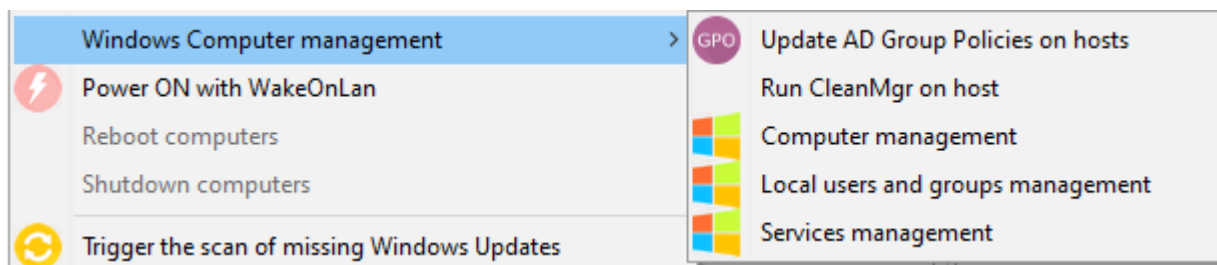 Windows Computer management
Power ON with WakeOnLan
Reboot computers
Shutdown computers
Trigger the scan of missing Windows Updates
GPO
Update AD Group Policies on hosts
Run CleanMgr on host
Computer management
Local users and groups management
Services management